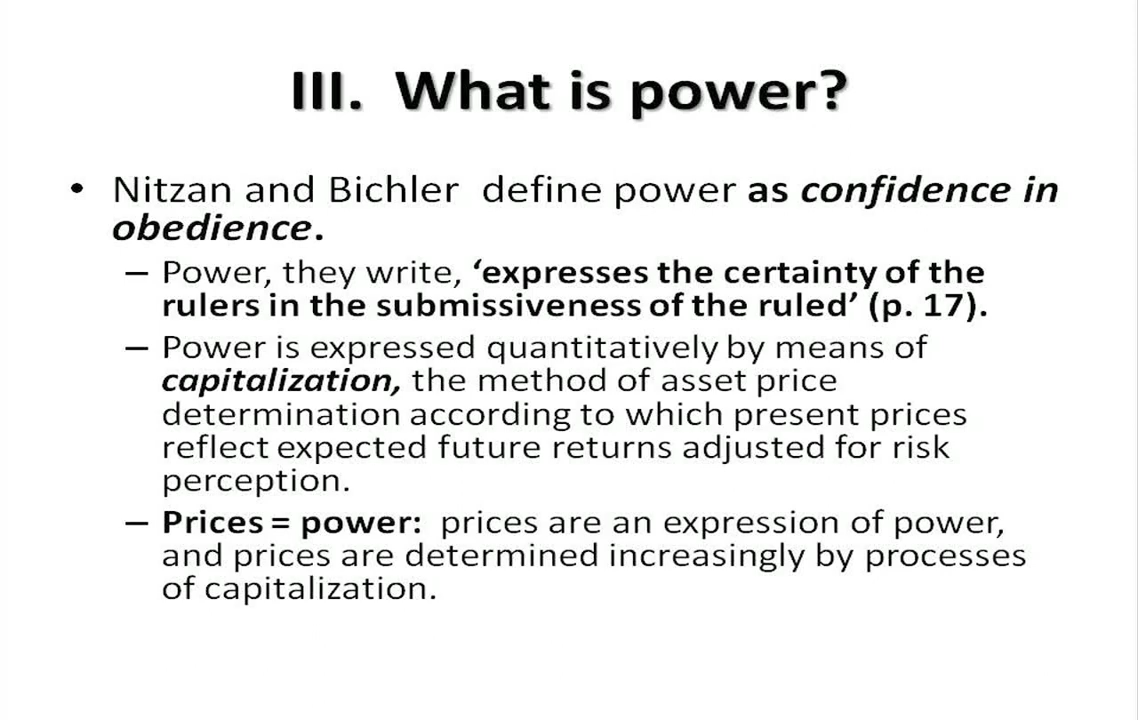 III. What is power?
• Nitzan and Bichler define power as confidence in
obedience.
– Power, they write, ‘expresses the certainty of the
rulers in the submissiveness of the ruled’ (p. 17).
– Power is expressed quantitatively by means of
capitalization, the method of asset price
determination according to which present prices
reflect expected future returns adjusted for risk
perception.
– Prices = power: prices are an expression of power,
and prices are determined increasingly by processes
of capitalization.